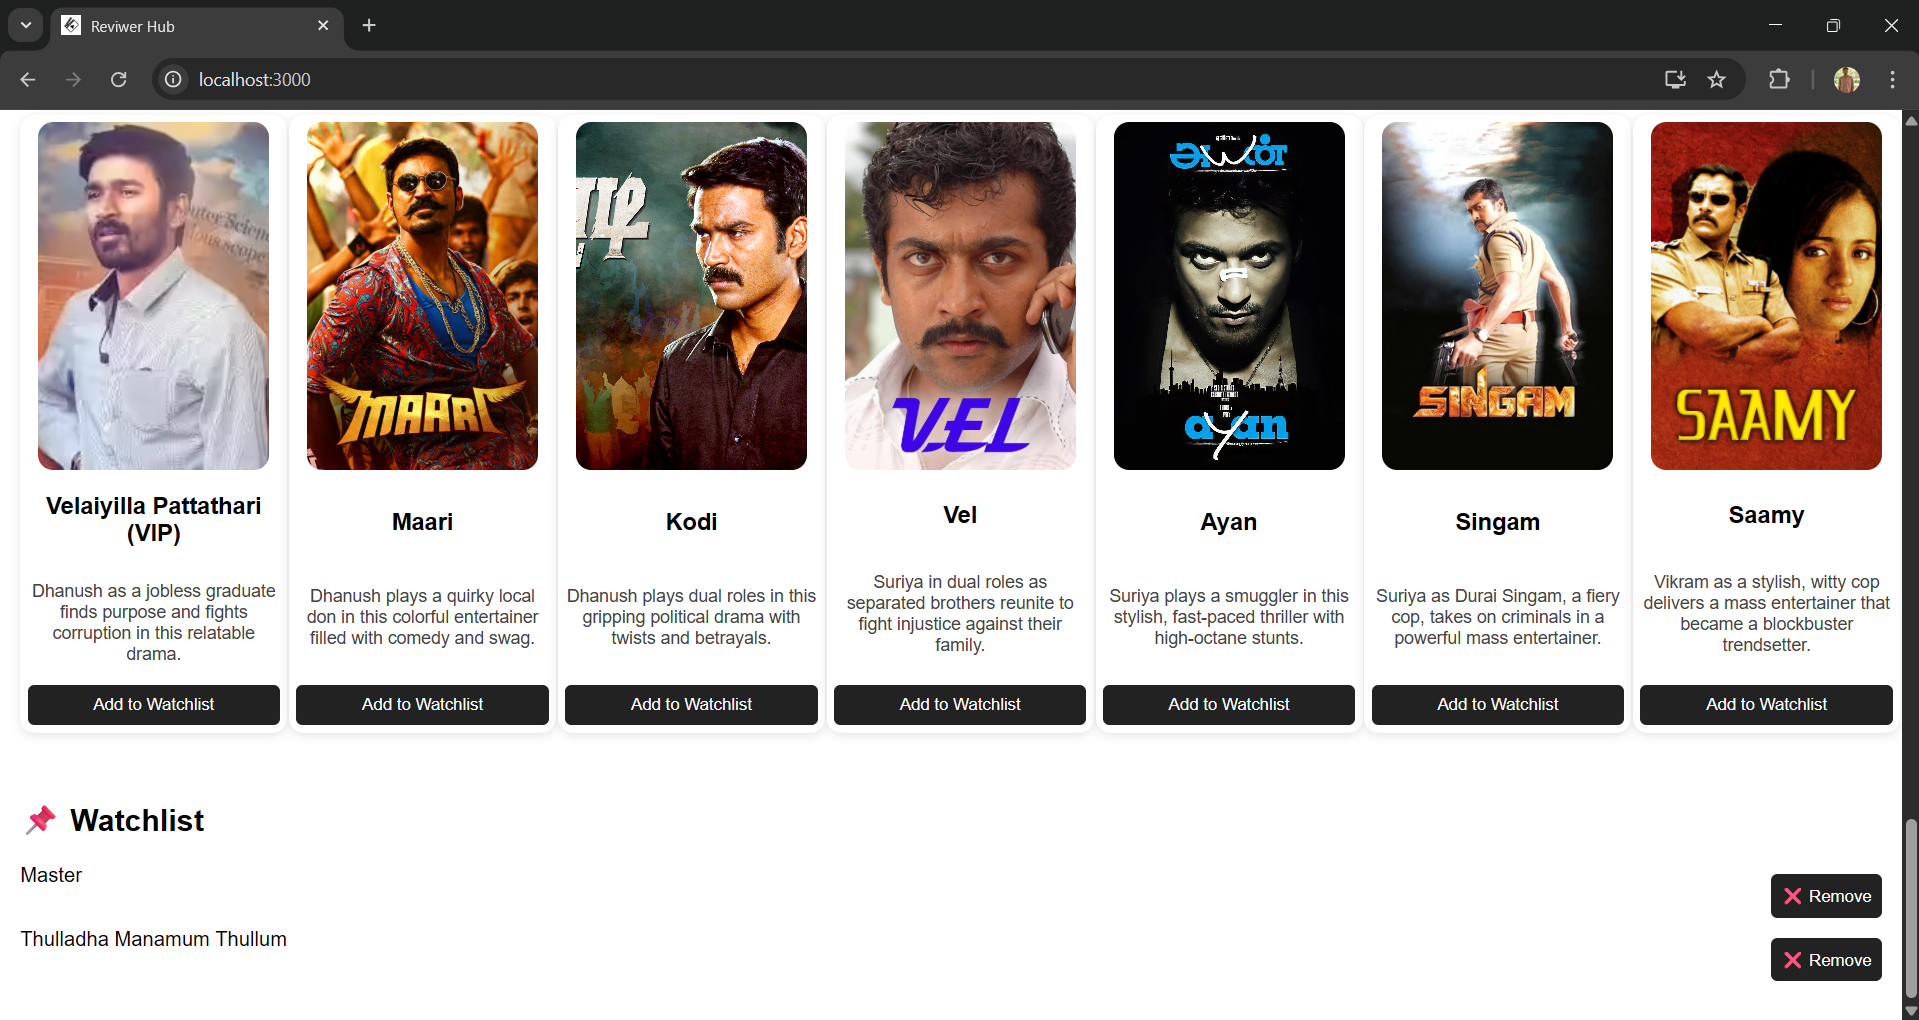 Reviwer Hub
localhost:3000
அயன்
MAARI
VEL
ayan
SINGAM
SAAMY
Velaiyilla Pattathari
(VIP)
Maari
Kodi
Vel
Ayan
Singam
Saamy
Dhanush as a jobless graduate
finds purpose and fights
corruption in this relatable
drama.
Dhanush plays a quirky local
don in this colorful entertainer
filled with comedy and swag.
Dhanush plays dual roles in this
gripping political drama with
twists and betrayals.
Suriya in dual roles as
separated brothers reunite to
fight injustice against their
family.
Suriya plays a smuggler in this
stylish, fast-paced thriller with
high-octane stunts.
Suriya as Durai Singam, a fiery
cop, takes on criminals in a
powerful mass entertainer.
Vikram as a stylish, witty cop
delivers a mass entertainer that
became a blockbuster
trendsetter.
Add to Watchlist
Add to Watchlist
Add to Watchlist
Add to Watchlist
Add to Watchlist
Add to Watchlist
Add to Watchlist
📌 Watchlist
Master
❌ Remove
Thulladha Manamum Thullum
❌ Remove